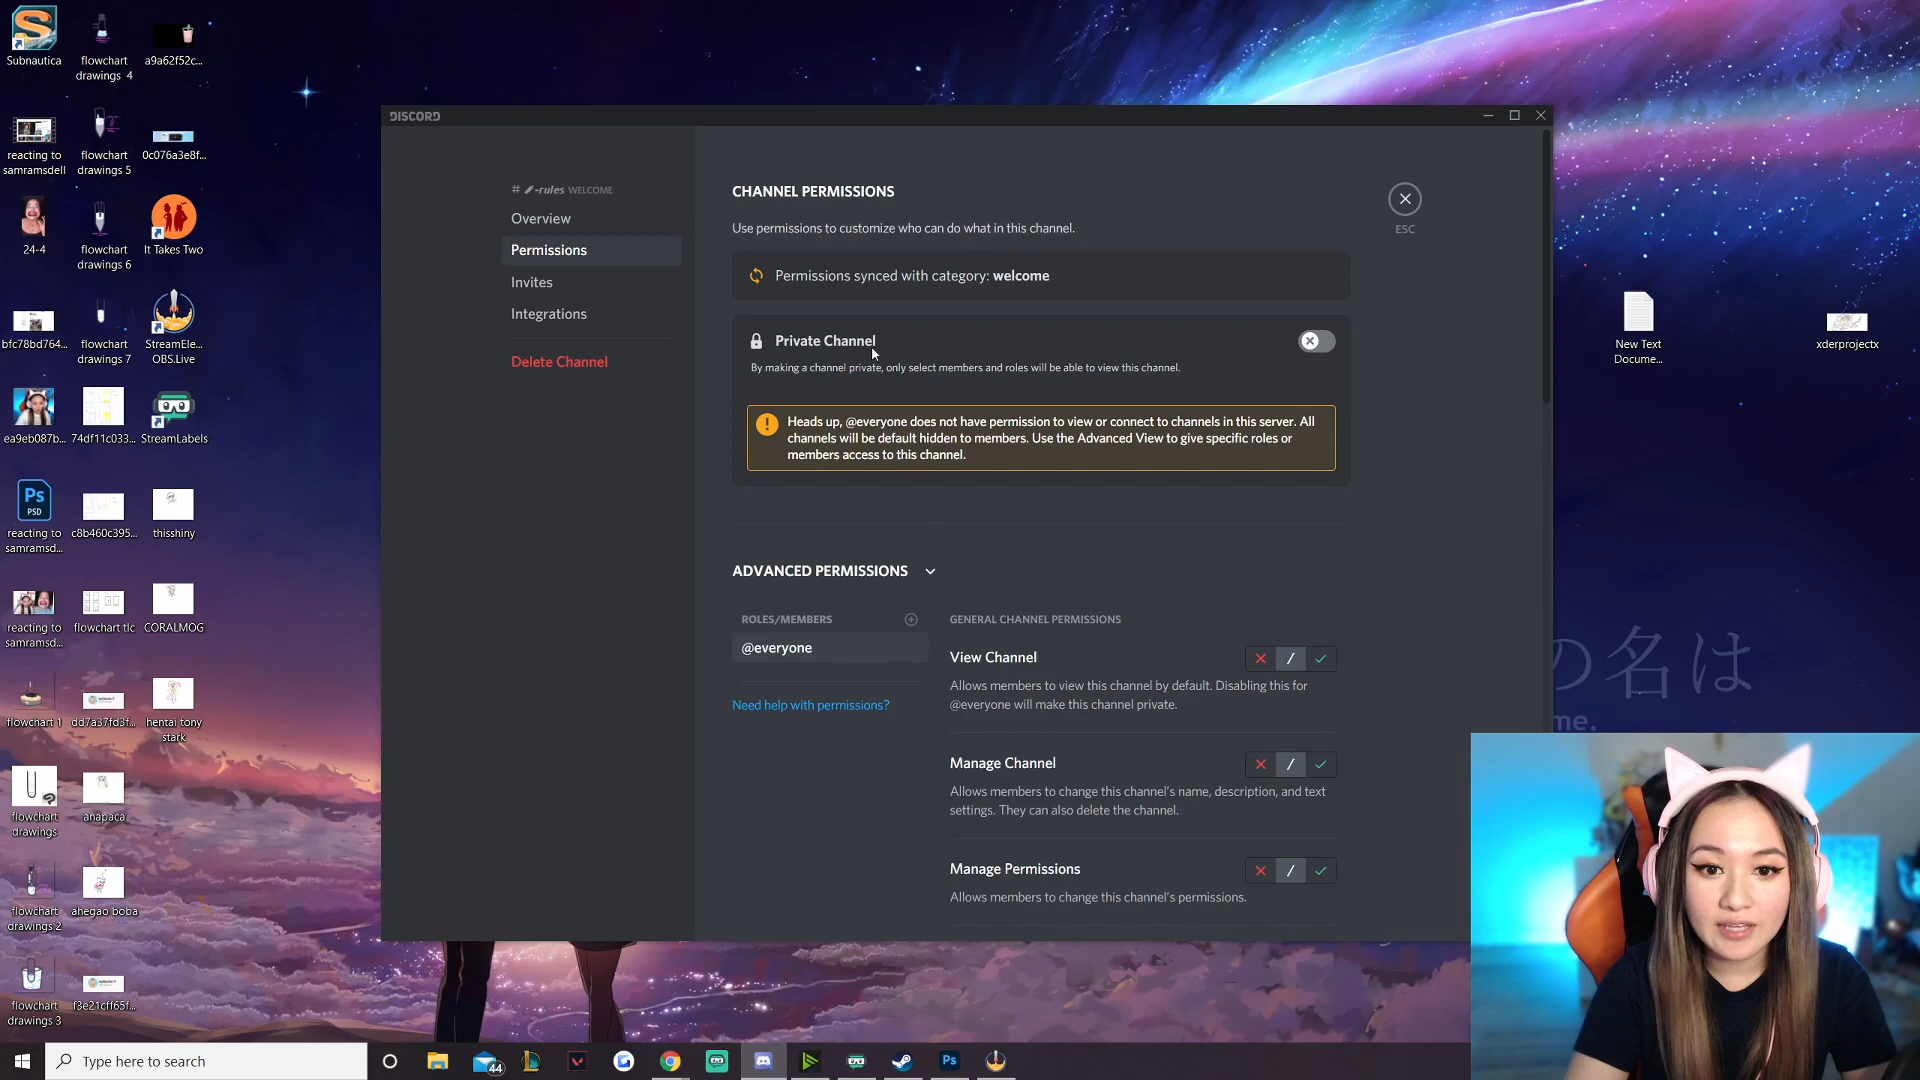 Subnautica
flowchart
drawings 4
a9a62f52c...
reacting to
samramsdell
flowchart
drawings 5
0c076a3e8f...
24-4
flowchart
drawings 6
It Takes Two
bfc78bd764...
flowchart
drawings 7
StreamEle...
OBS.Live
ea9eb087b...
74df11c033...
StreamLabels
Ps
PSD
reacting to
samramsd...
c8b460c395...
thisshiny
reacting to
samramsd...
flowchart tlc
CORALMOG
flowchart 1
dd7a37fd3f...
hentai tony
stark
flowchart
drawings
anapaca
flowchart
drawings 2
ahegao boba
flowchart
drawings 3
f3e21cff65f...
DISCORD
# -rules WELCOME
Overview
Permissions
Invites
Integrations
Delete Channel
CHANNEL PERMISSIONS
Use permissions to customize who can do what in this channel.
ESC
Permissions synced with category: welcome
Private Channel
By making a channel private, only select members and roles will be able to view this channel.
Heads up, @everyone does not have permission to view or connect to channels in this server. All
channels will be default hidden to members. Use the Advanced View to give specific roles or
members access to this channel.
ADVANCED PERMISSIONS
ROLES/MEMBERS
@everyone
Need help with permissions?
GENERAL CHANNEL PERMISSIONS
View Channel
Allows members to view this channel by default. Disabling this for
@everyone will make this channel private.
Manage Channel
Allows members to change this channel's name, description, and text
settings. They can also delete the channel.
Manage Permissions
Allows members to change this channel's permissions.
New Text
Docume...
xderprojectx
の名は
me.
Type here to search
44
Ps